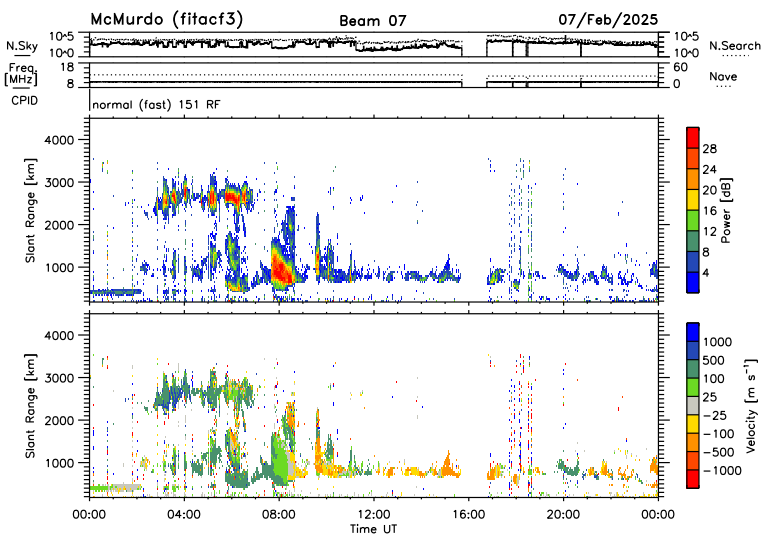 McMurdo (fitacf3) Beam 07 07/Feb/2025
10^5 10^5
N.Sky N.Search
10^0 10^0
Freq. 18 60
[MHz] Nave
8 0
CPID normal (fast) 151 RF
4000
3000
2000
1000
Slant Range [km]
28
24
20
16
12
8
4
Power [dB]
4000
3000
2000
1000
Slant Range [km]
1000
500
100
25
-25
-100
-500
-1000
Velocity [m s^-1]
00:00 04:00 08:00 12:00 16:00 20:00 00:00
Time UT